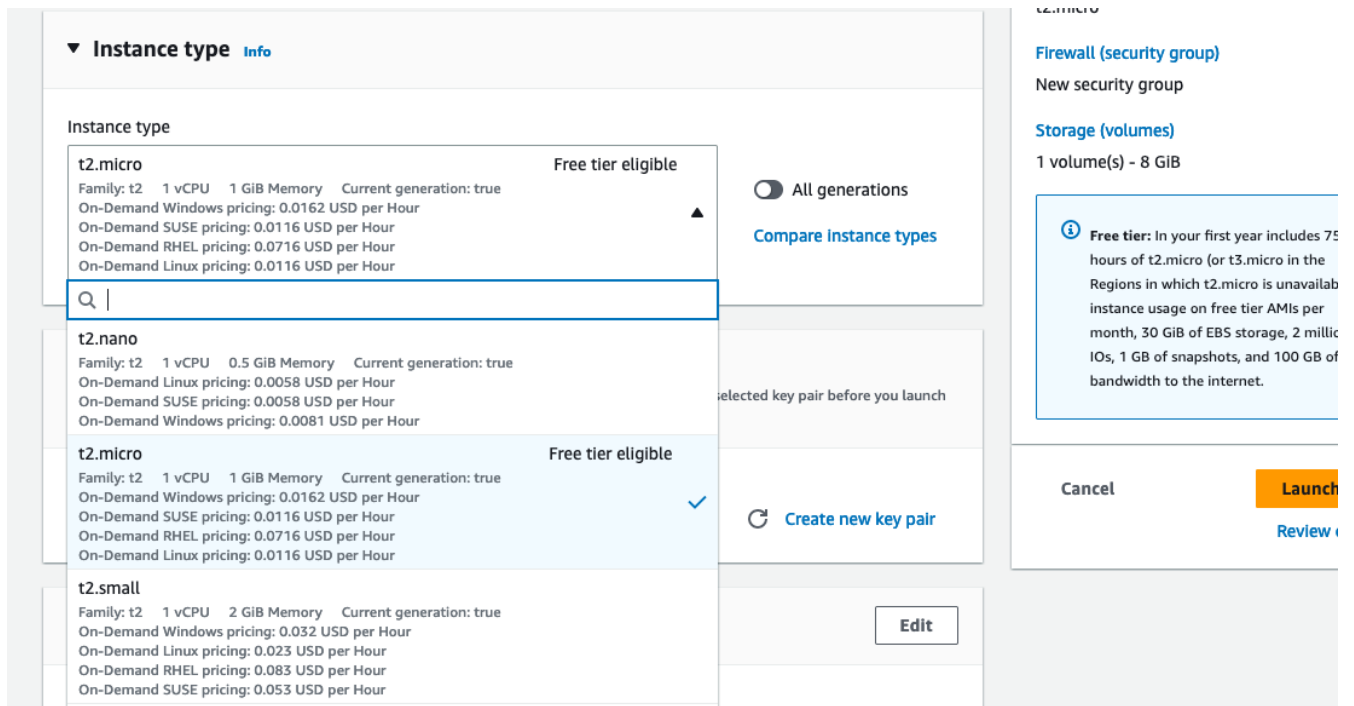 Instance type Info
Instance type
t2.micro Free tier eligible
Family: t2 1 vCPU 1 GiB Memory Current generation: true
On-Demand Windows pricing: 0.0162 USD per Hour
On-Demand SUSE pricing: 0.0116 USD per Hour
On-Demand RHEL pricing: 0.0716 USD per Hour
On-Demand Linux pricing: 0.0116 USD per Hour
All generations
Compare instance types
t2.nano
Family: t2 1 vCPU 0.5 GiB Memory Current generation: true
On-Demand Linux pricing: 0.0058 USD per Hour
On-Demand SUSE pricing: 0.0058 USD per Hour
On-Demand Windows pricing: 0.0081 USD per Hour
t2.micro Free tier eligible
Family: t2 1 vCPU 1 GiB Memory Current generation: true
On-Demand Windows pricing: 0.0162 USD per Hour
On-Demand SUSE pricing: 0.0116 USD per Hour
On-Demand RHEL pricing: 0.0716 USD per Hour
On-Demand Linux pricing: 0.0116 USD per Hour
t2.small
Family: t2 1 vCPU 2 GiB Memory Current generation: true
On-Demand Windows pricing: 0.032 USD per Hour
On-Demand Linux pricing: 0.023 USD per Hour
On-Demand RHEL pricing: 0.083 USD per Hour
On-Demand SUSE pricing: 0.053 USD per Hour
selected key pair before you launch
Create new key pair
Edit
t2.micro
Firewall (security group)
New security group
Storage (volumes)
1 volume(s) - 8 GiB
Free tier: In your first year includes 75
hours of t2.micro (or t3.micro in the
Regions in which t2.micro is unavailab
instance usage on free tier AMIs per
month, 30 GiB of EBS storage, 2 millic
IOs, 1 GB of snapshots, and 100 GB of
bandwidth to the internet.
Cancel
Launch
Review